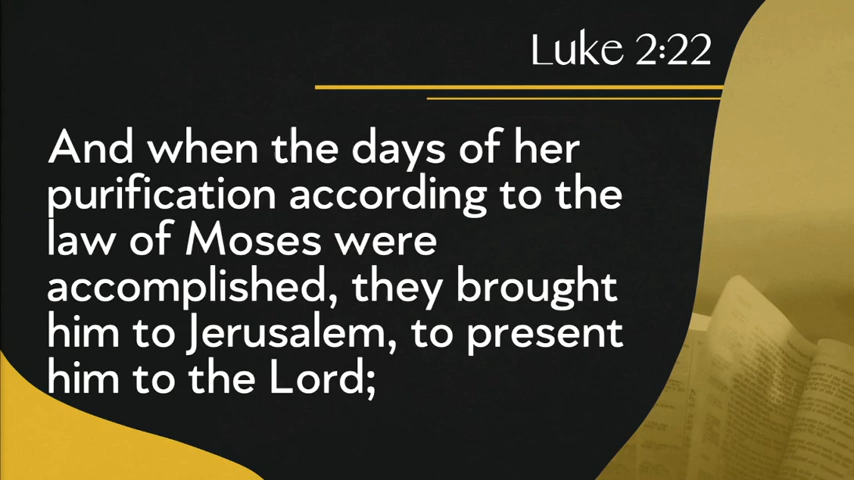 Luke 2:22
And when the days of her
purification according to the
law of Moses were
accomplished, they brought
him to Jerusalem, to present
him to the Lord;